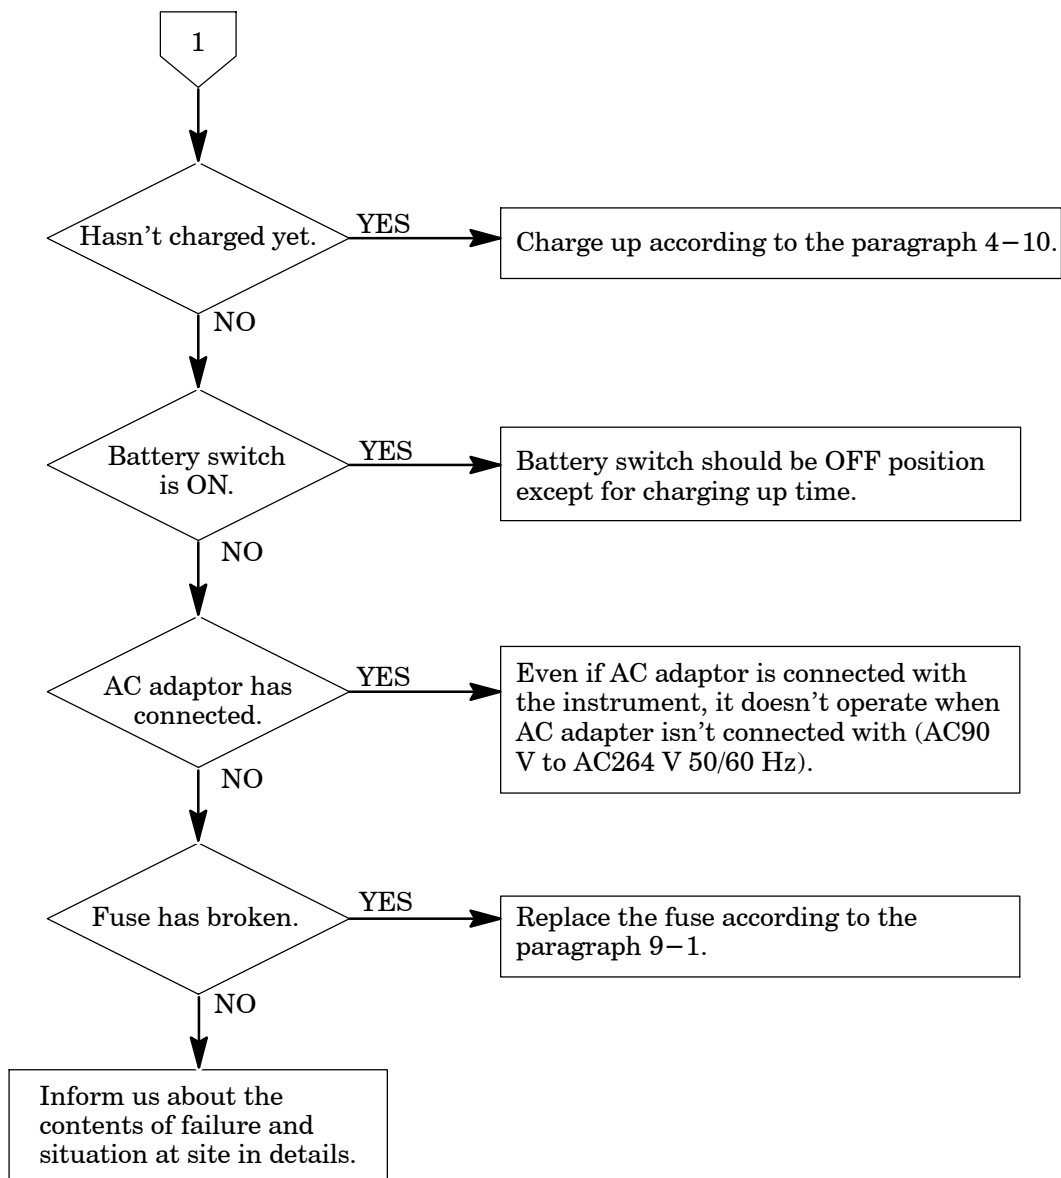 1
Hasn't charged yet.
YES
Charge up according to the paragraph 4−10.
NO
Battery switch
is ON.
YES
Battery switch should be OFF position
except for charging up time.
NO
AC adaptor has
connected.
YES
Even if AC adaptor is connected with
the instrument, it doesn't operate when
AC adapter isn't connected with (AC90
V to AC264 V 50/60 Hz).
NO
Fuse has broken.
YES
Replace the fuse according to the
paragraph 9−1.
NO
Inform us about the
contents of failure and
situation at site in details.